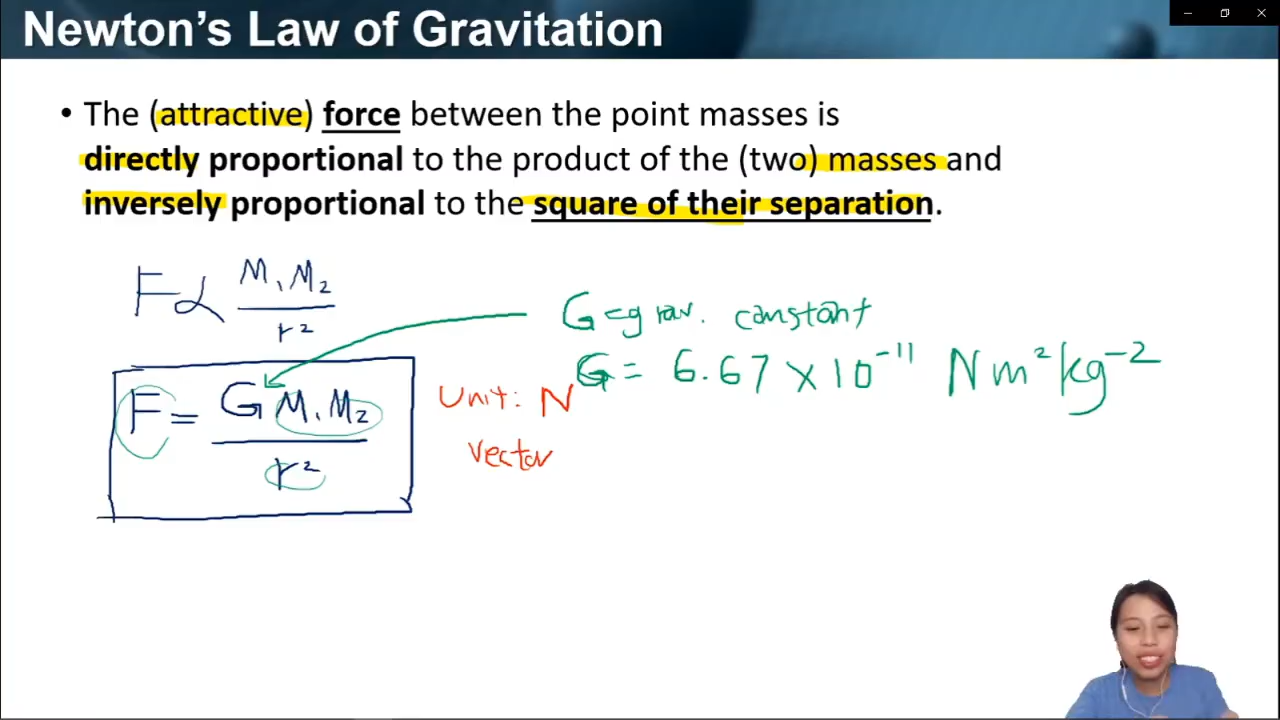 Newton's Law of Gravitation
• The (attractive) force between the point masses is
directly proportional to the product of the (two) masses and
inversely proportional to the square of their separation.
F ∝ M₁M₂ / r²
G = grav. constant
G = 6.67 × 10⁻¹¹ N m² kg⁻²
F = G M₁M₂ / r²
Unit: N
vector